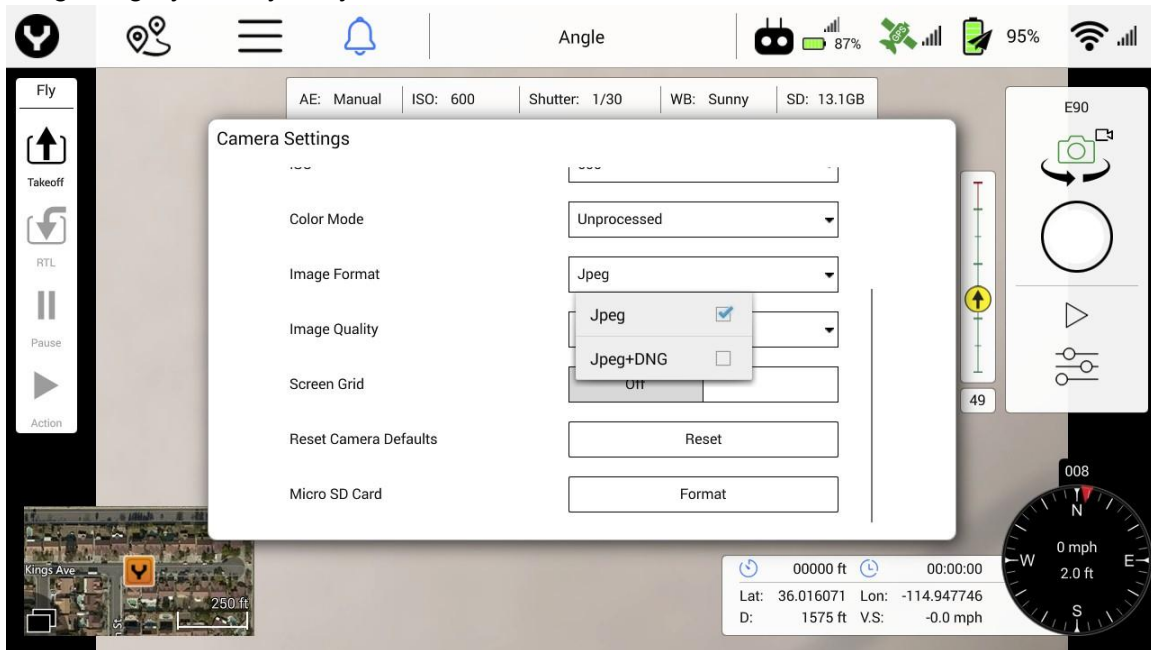 Angle
87%
GPS
95%
Fly
AE: Manual
ISO: 600
Shutter: 1/30
WB: Sunny
SD: 13.1GB
E90
Camera Settings
Takeoff
Color Mode
Unprocessed
RTL
Image Format
Jpeg
Jpeg
Image Quality
Pause
Jpeg+DNG
Screen Grid
Off
49
Action
Reset Camera Defaults
Reset
Micro SD Card
Format
008
N
W
E
S
0 mph
2.0 ft
Kings Ave
250 ft
00000 ft
00:00:00
Lat: 36.016071 Lon: -114.947746
D: 1575 ft V.S: -0.0 mph